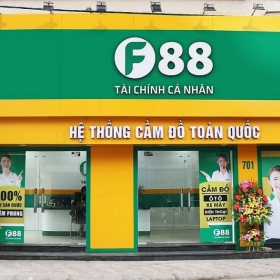 F88
TÀI CHÍNH CÁ NHÂN
HỆ THỐNG CẦM ĐỒ TOÀN QUỐC
701
100%
CẦM ĐỒ
ÔTÔ
XE MÁY
ĐIỆN THOẠI
LAPTOP
F88
F88